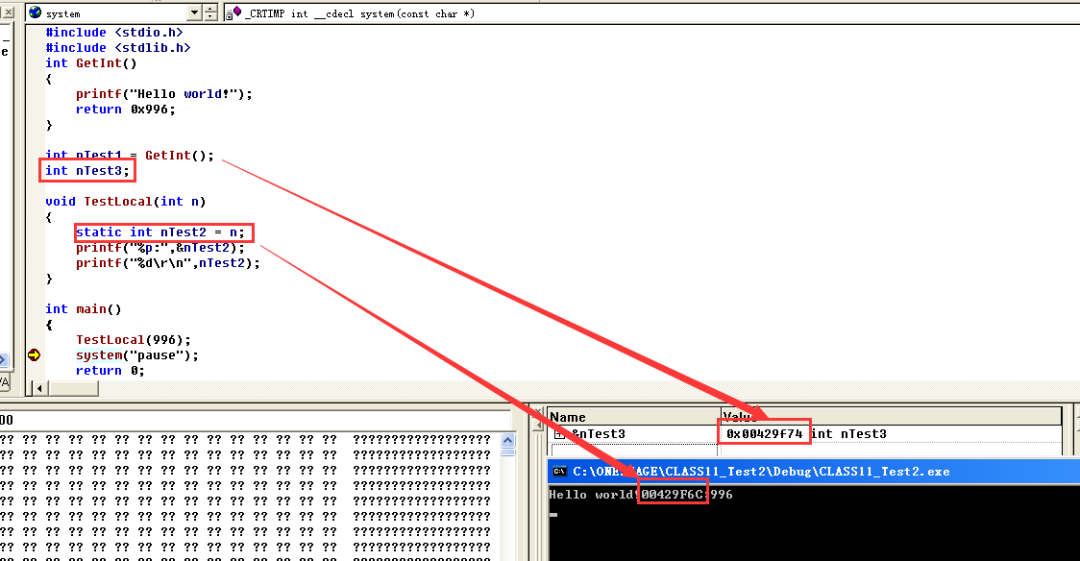 system
_CRTIMP int __cdecl system(const char *)
#include <stdio.h>
#include <stdlib.h>
int GetInt()
{
printf("Hello world!");
return 0x996;
}
int nTest1 = GetInt();
int nTest3;
void TestLocal(int n)
{
static int nTest2 = n;
printf("%p:",&nTest2);
printf("%d\r\n",nTest2);
}
int main()
{
TestLocal(996);
system("pause");
return 0;
Name Value
&nTest3 0x00429f74 int nTest3
C:\ONE AGE\CLASS11_Test2\Debug\CLASS11_Test2.exe
Hello world!00429F6C:996
00
?? ?? ?? ?? ?? ?? ?? ?? ?? ?? ?? ?? ?? ?? ?? ??????????????????
?? ?? ?? ?? ?? ?? ?? ?? ?? ?? ?? ?? ?? ?? ?? ??????????????????
?? ?? ?? ?? ?? ?? ?? ?? ?? ?? ?? ?? ?? ?? ?? ??????????????????
?? ?? ?? ?? ?? ?? ?? ?? ?? ?? ?? ?? ?? ?? ?? ??????????????????
?? ?? ?? ?? ?? ?? ?? ?? ?? ?? ?? ?? ?? ?? ?? ??????????????????
?? ?? ?? ?? ?? ?? ?? ?? ?? ?? ?? ?? ?? ?? ?? ??????????????????
?? ?? ?? ?? ?? ?? ?? ?? ?? ?? ?? ?? ?? ?? ?? ??????????????????
?? ?? ?? ?? ?? ?? ?? ?? ?? ?? ?? ?? ?? ?? ?? ??????????????????